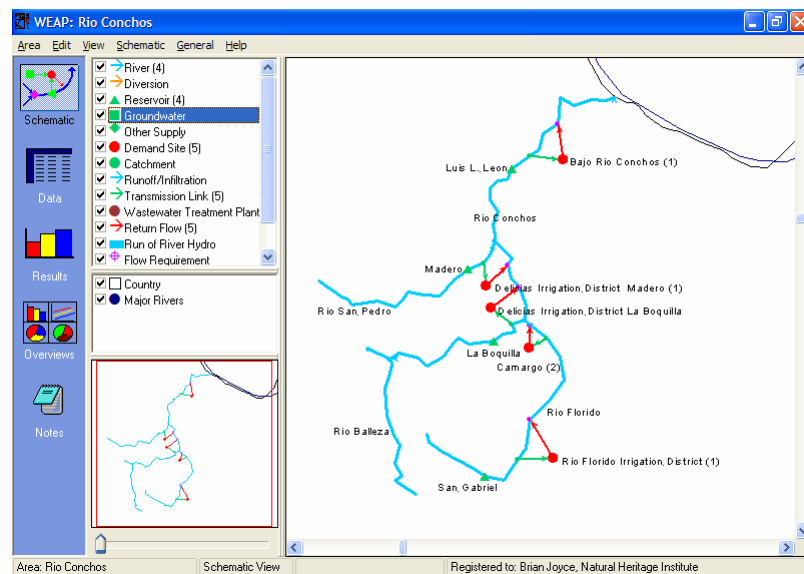 WEAP: Rio Conchos
Area Edit View Schematic General Help
Schematic
Data
Results
Overviews
Notes
River (4)
Diversion
Reservoir (4)
Groundwater
Other Supply
Demand Site (5)
Catchment
Runoff/Infiltration
Transmission Link (5)
Wastewater Treatment Plant
Return Flow (5)
Run of River Hydro
Flow Requirement
Country
Major Rivers
Luis L., Leon
Bajo Rio Conchos (1)
Rio Conchos
Madero
Delicias Irrigation, District Madero (1)
Rio San, Pedro
Delicias Irrigation, District La Boquilla
La Boquilla
Camargo (2)
Rio Florido
Rio Balleza
Rio Florido Irrigation, District (1)
San, Gabriel
Area: Rio Conchos
Schematic View
Registered to: Brian Joyce, Natural Heritage Institute